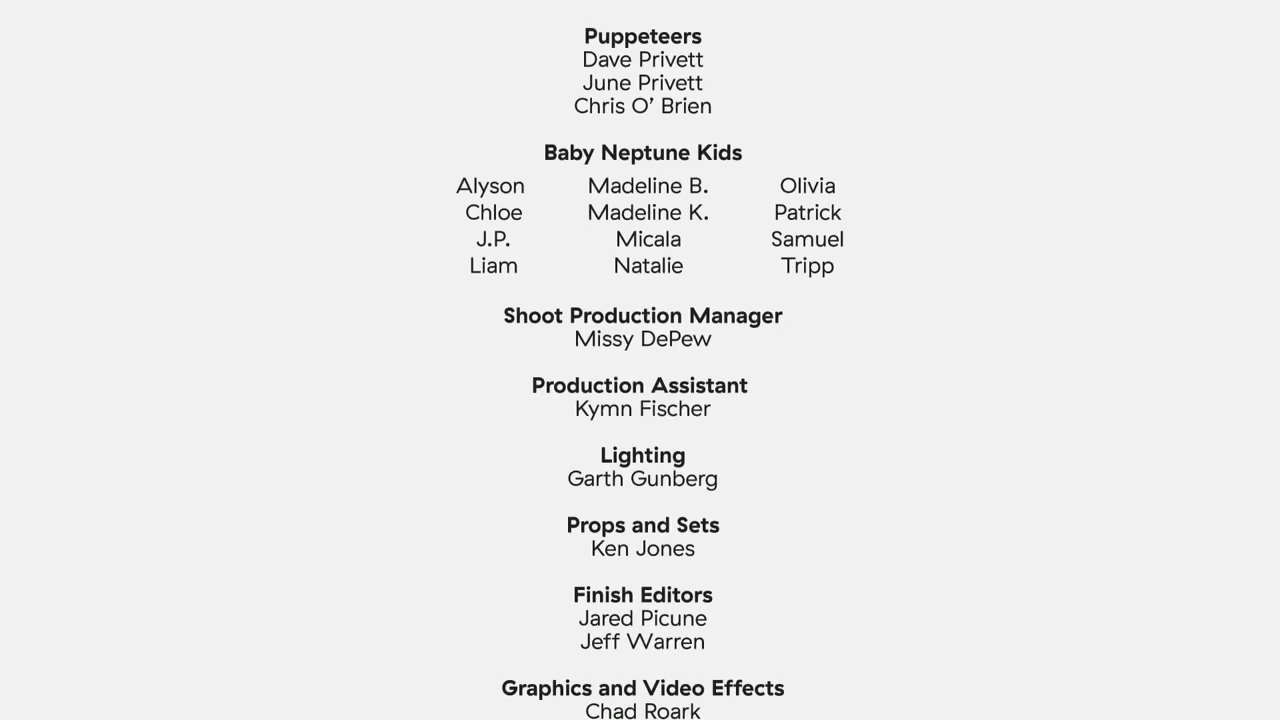 Puppeteers
Dave Privett
June Privett
Chris O’ Brien
Baby Neptune Kids
Alyson Madeline B. Olivia
Chloe Madeline K. Patrick
J.P. Micala Samuel
Liam Natalie Tripp
Shoot Production Manager
Missy DePew
Production Assistant
Kymn Fischer
Lighting
Garth Gunberg
Props and Sets
Ken Jones
Finish Editors
Jared Picune
Jeff Warren
Graphics and Video Effects
Chad Roark